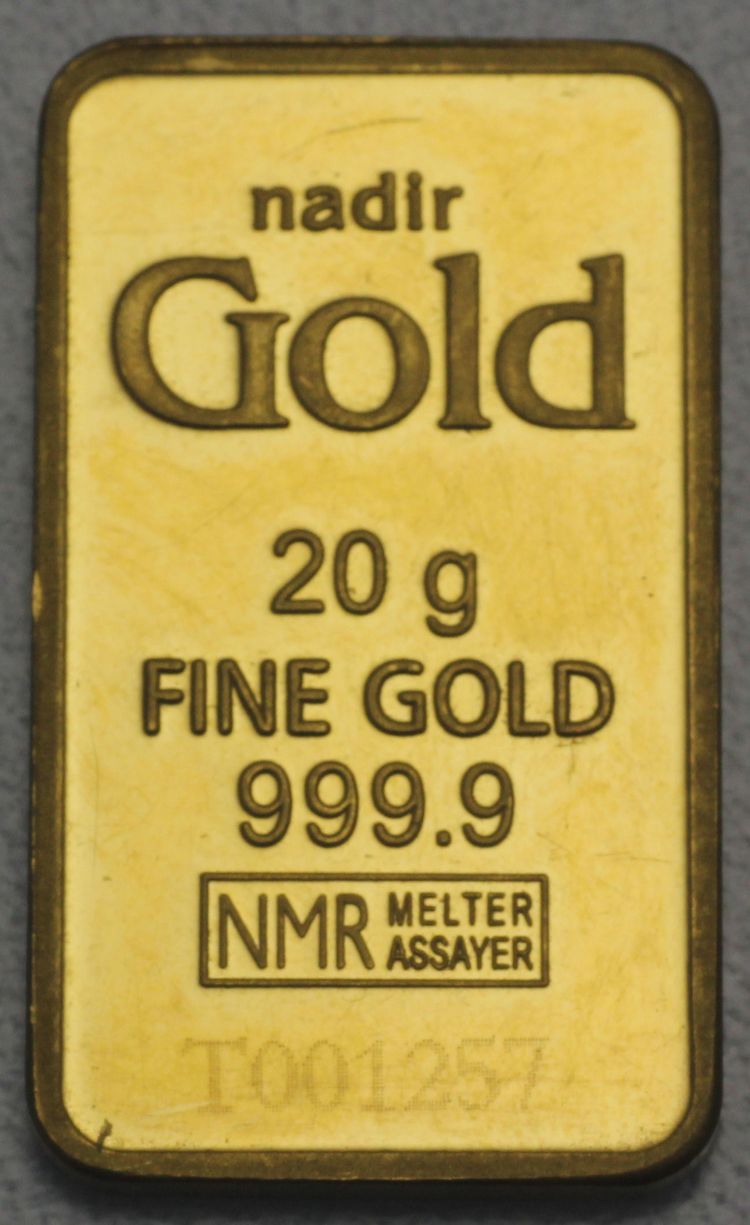 nadir
Gold
20 g
FINE GOLD
999.9
NMR MELTER
ASSAYER
T001257